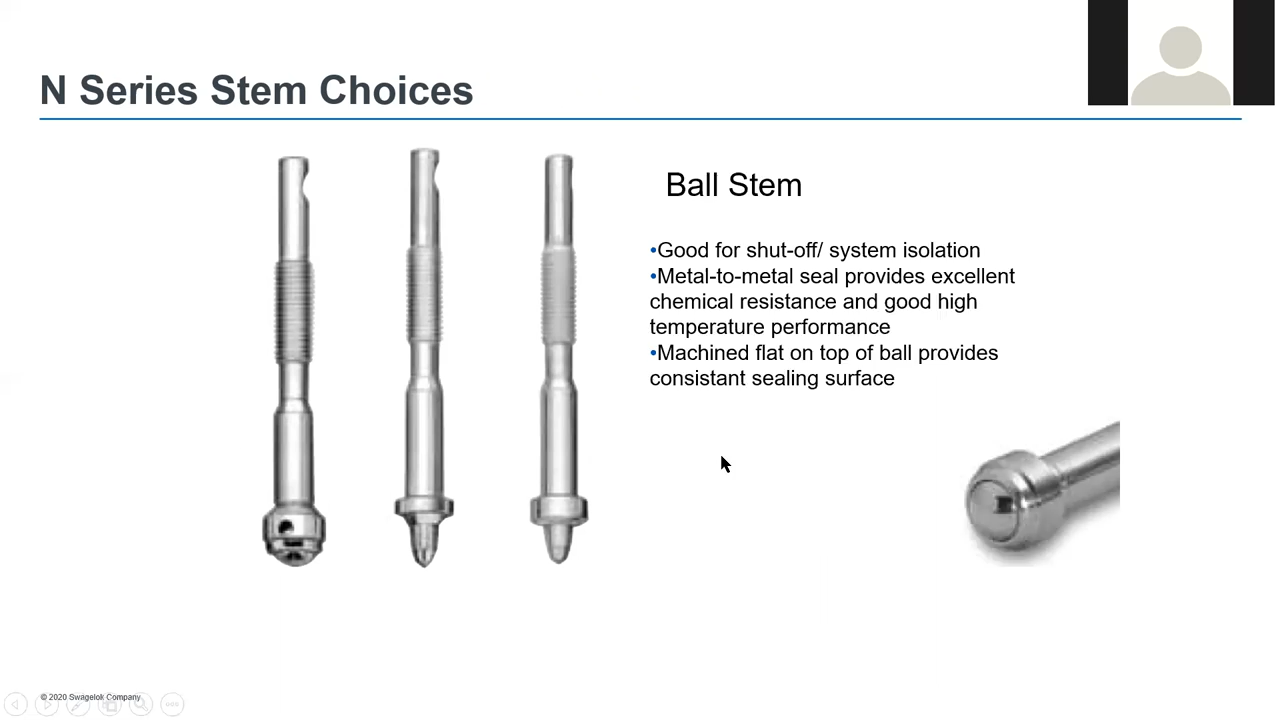 N Series Stem Choices
Ball Stem
•Good for shut-off/ system isolation
•Metal-to-metal seal provides excellent
chemical resistance and good high
temperature performance
•Machined flat on top of ball provides
consistant sealing surface
© 2020 Swagelok Company